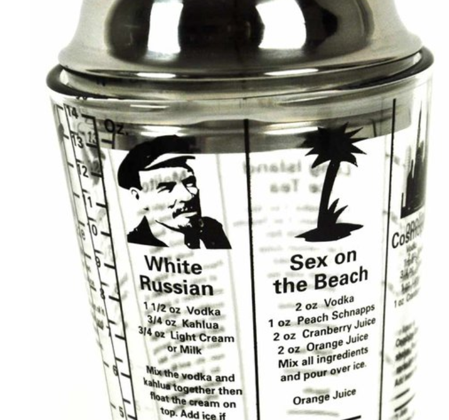 14 Oz.
13
12
11
10
9
8
5
White
Russian
1 1/2 oz Vodka
3/4 oz Kahlua
3/4 oz Light Cream
or Milk
Mix the vodka and
kahlua together then
float the cream on
top. Add ice if
Sex on
the Beach
2 oz Vodka
1 oz Peach Schnapps
2 oz Cranberry Juice
2 oz Orange Juice
Mix all ingredients
and pour over ice.
Orange Juice